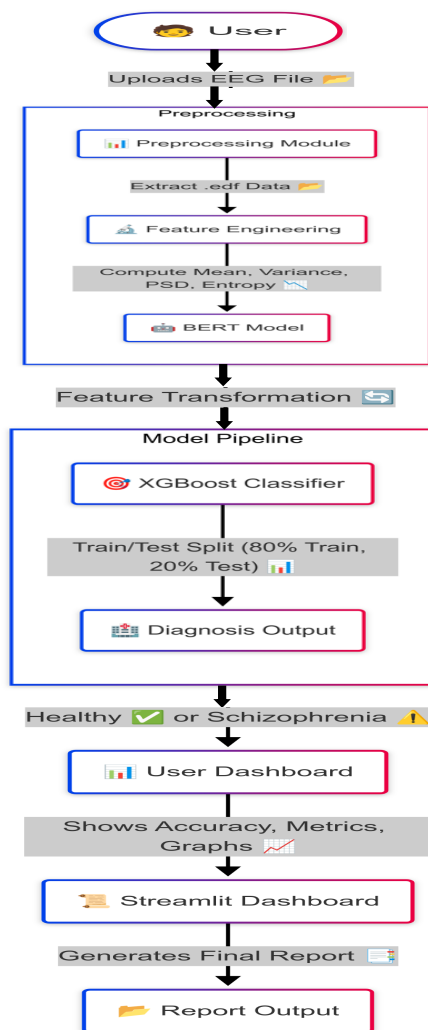 🧑 User
Uploads EEG File 📂
Preprocessing
📊 Preprocessing Module
Extract .edf Data 📂
🔬 Feature Engineering
Compute Mean, Variance,
PSD, Entropy 📉
🤖 BERT Model
Feature Transformation 🔄
Model Pipeline
🎯 XGBoost Classifier
Train/Test Split (80% Train,
20% Test) 📊
🏥 Diagnosis Output
Healthy ✅ or Schizophrenia ⚠️
📊 User Dashboard
Shows Accuracy, Metrics,
Graphs 📈
📜 Streamlit Dashboard
Generates Final Report 📑
📂 Report Output